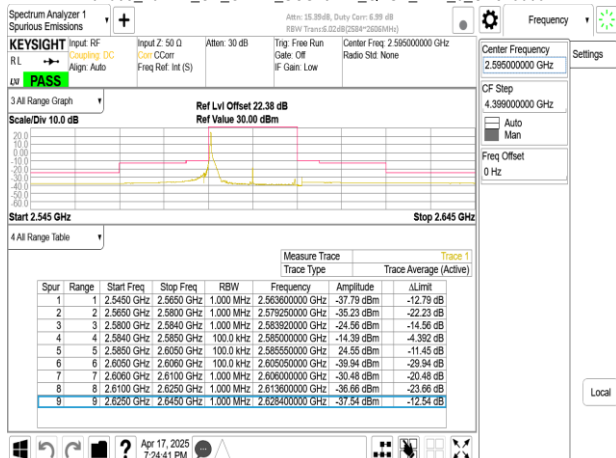 Spectrum Analyzer 1
Spurious Emissions
Attn: 15.39dB, Duty Corr: 6.99 dB
RBW Trans:6.02dB(2584~2606MHz)
Frequency
KEYSIGHT
Input: RF
Coupling: DC
Align: Auto
Input Z: 50 Ω
Corr CCorr
Freq Ref: Int (S)
Atten: 30 dB
Trig: Free Run
Gate: Off
IF Gain: Low
Center Freq: 2.595000000 GHz
Radio Std: None
RL
LXI
PASS
Center Frequency
2.595000000 GHz
Settings
CF Step
4.399000000 GHz
Auto
Man
Freq Offset
0 Hz
3 All Range Graph
Scale/Div 10.0 dB
Ref Lvl Offset 22.38 dB
Ref Value 30.00 dBm
20.0
10.0
0.00
-10.0
-20.0
-30.0
-40.0
-50.0
-60.0
Start 2.545 GHz
Stop 2.645 GHz
4 All Range Table
Measure Trace Trace 1
Trace Type Trace Average (Active)
Spur Range Start Freq Stop Freq RBW Frequency Amplitude ΔLimit
1 1 2.5450 GHz 2.5650 GHz 1.000 MHz 2.563600000 GHz -37.79 dBm -12.79 dB
2 2 2.5650 GHz 2.5800 GHz 1.000 MHz 2.579250000 GHz -35.23 dBm -22.23 dB
3 3 2.5800 GHz 2.5840 GHz 1.000 MHz 2.583920000 GHz -24.56 dBm -14.56 dB
4 4 2.5840 GHz 2.5850 GHz 100.0 kHz 2.585000000 GHz -14.39 dBm -4.392 dB
5 5 2.5850 GHz 2.6050 GHz 100.0 kHz 2.585550000 GHz 24.55 dBm -11.45 dB
6 6 2.6050 GHz 2.6060 GHz 100.0 kHz 2.605050000 GHz -39.94 dBm -29.94 dB
7 7 2.6060 GHz 2.6100 GHz 1.000 MHz 2.606000000 GHz -30.48 dBm -20.48 dB
8 8 2.6100 GHz 2.6250 GHz 1.000 MHz 2.613600000 GHz -36.66 dBm -23.66 dB
9 9 2.6250 GHz 2.6450 GHz 1.000 MHz 2.628400000 GHz -37.54 dBm -12.54 dB
Local
Apr 17, 2025
7:24:41 PM